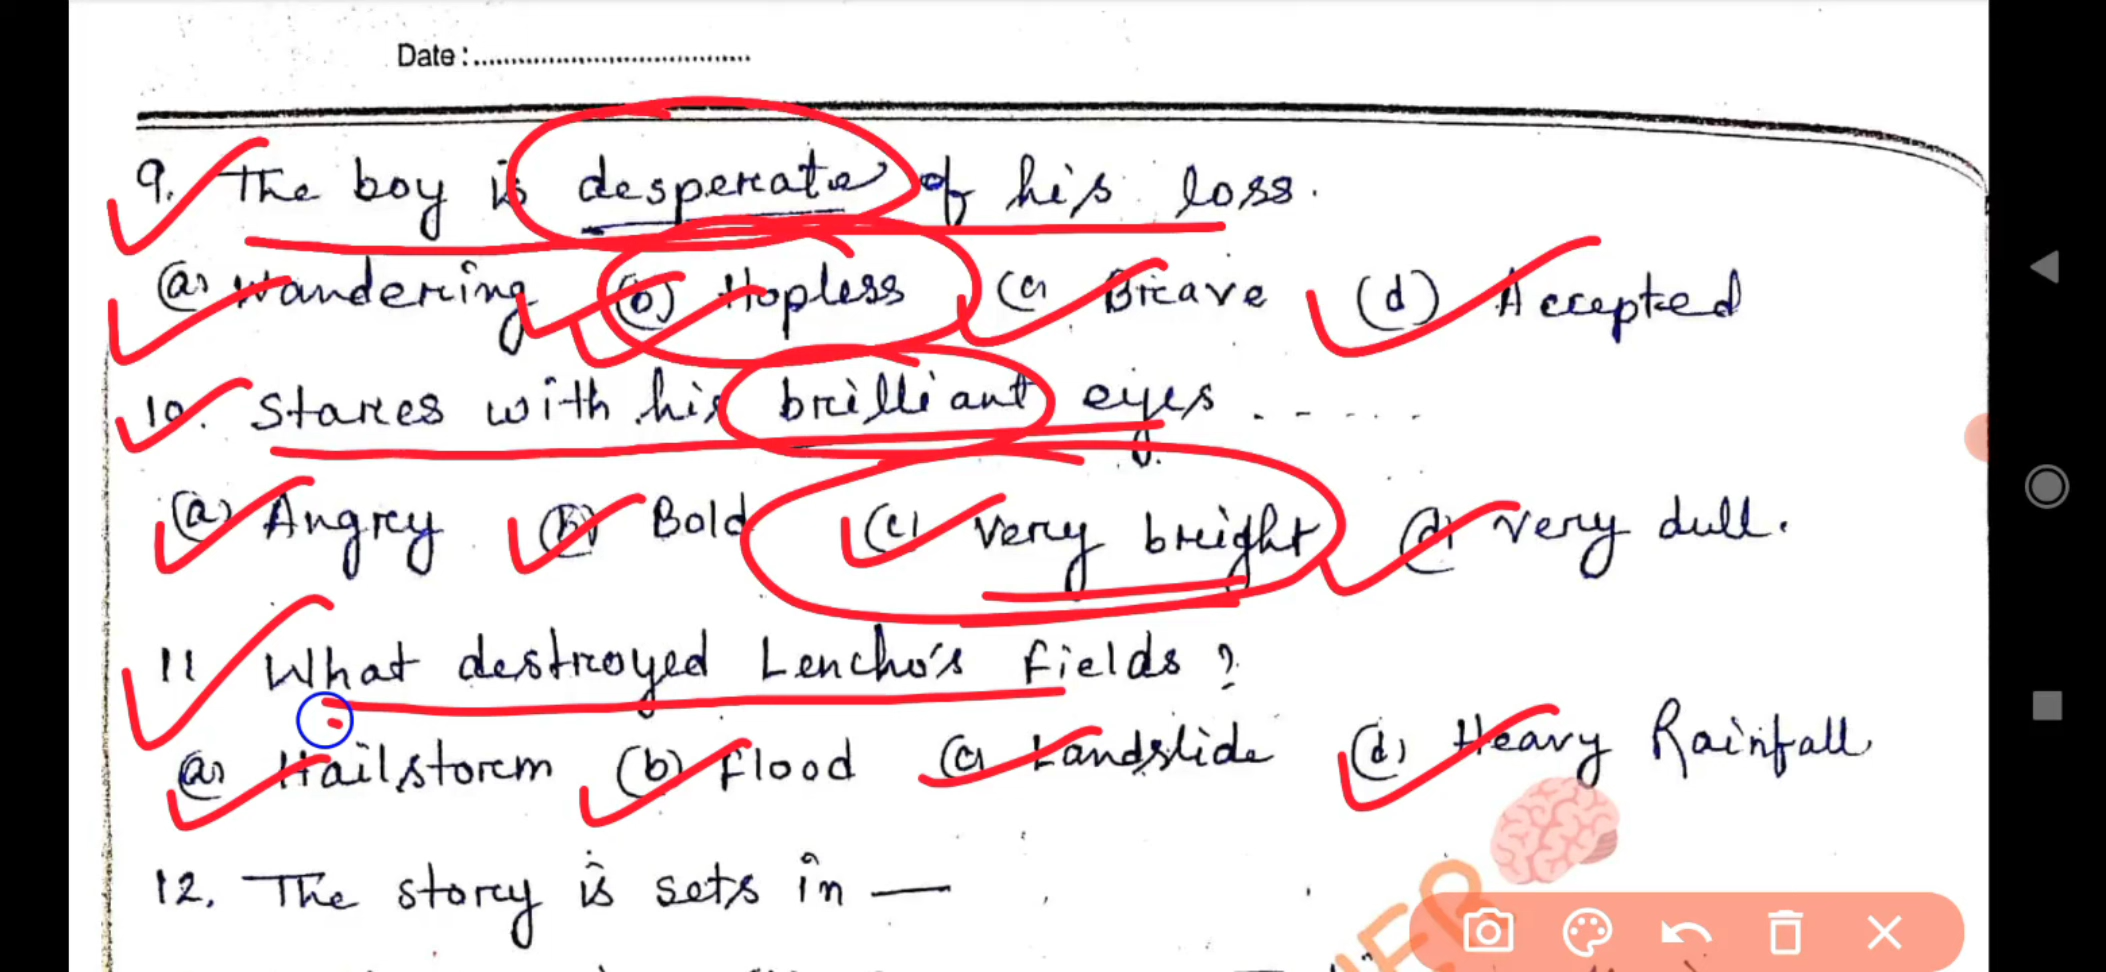 Date :
9. The boy is desperate of his loss.
(a) Wandering (b) Hopless (c) Brave (d) Accepted
10. Stares with his brilliant eyes .....
(a) Angry (b) Bold (c) very bright (d) very dull.
11 What destroyed Lencho's fields ?
(a) Hailstorm (b) flood (c) Landslide (d) Heavy Rainfall
12. The story is sets in —